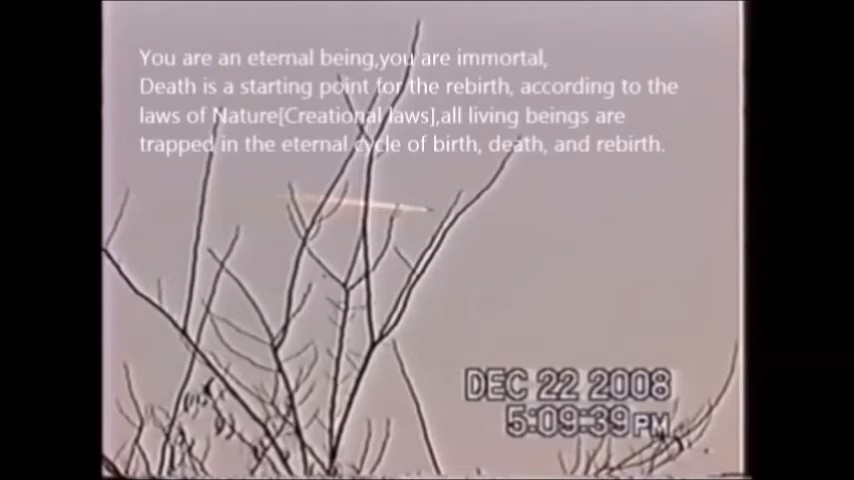 You are an eternal being,you are immortal,
Death is a starting point for the rebirth, according to the
laws of Nature[Creational laws],all living beings are
trapped in the eternal cycle of birth, death, and rebirth.
DEC 22 2008
5:09:39PM